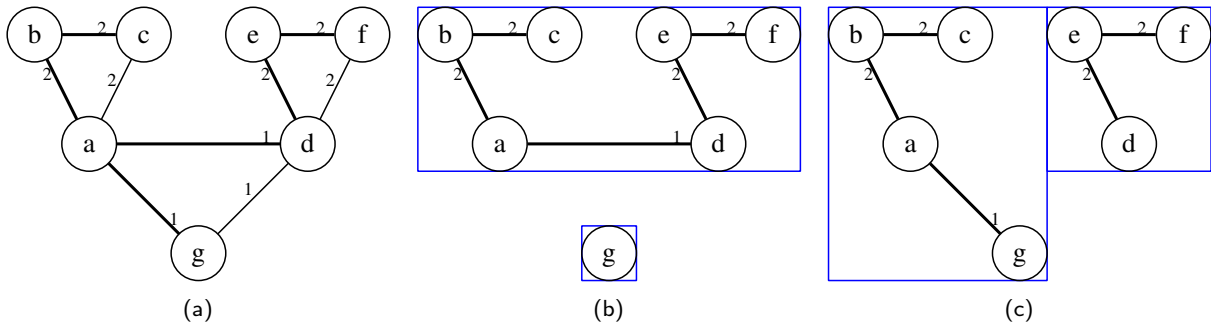 b 2 c e 2 f b 2 c e 2 f b 2 c e 2 f
2 2 2 2 2 2 2 2
a 1 d a 1 d a d
1 1 1
g g g
(a) (b) (c)